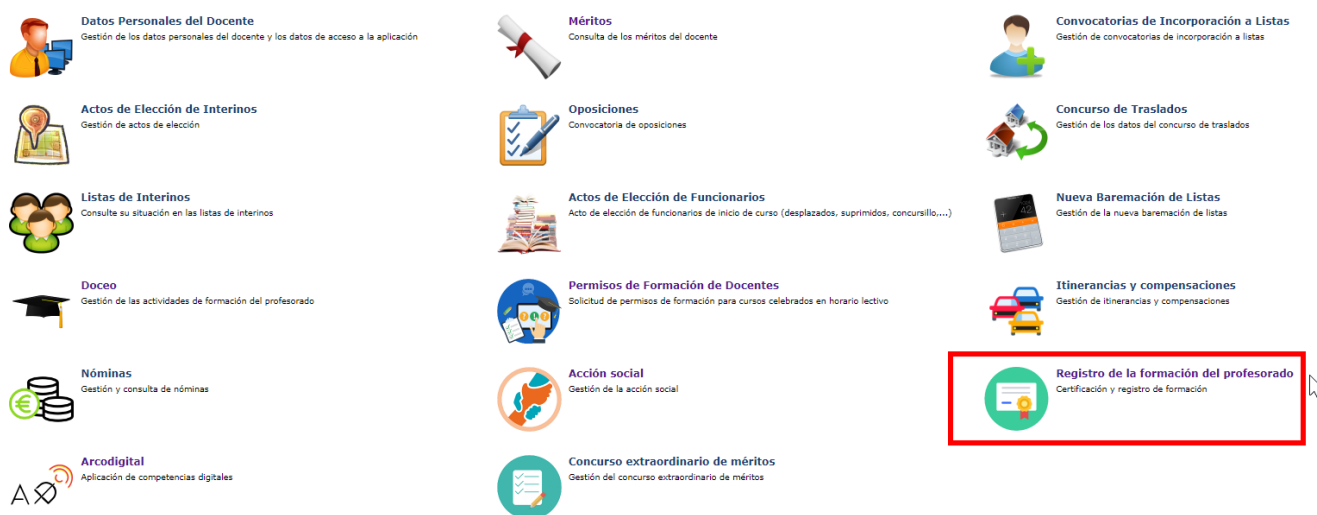 Datos Personales del Docente
Gestión de los datos personales del docente y los datos de acceso a la aplicación
Méritos
Consulta de los méritos del docente
Convocatorias de Incorporación a Listas
Gestión de convocatorias de incorporación a listas
Actos de Elección de Interinos
Gestión de actos de elección
Oposiciones
Convocatoria de oposiciones
Concurso de Traslados
Gestión de los datos del concurso de traslados
Listas de Interinos
Consulte su situación en las listas de interinos
Actos de Elección de Funcionarios
Acto de elección de funcionarios de inicio de curso (desplazados, suprimidos, concursillo,...)
Nueva Baremación de Listas
Gestión de la nueva baremación de listas
Doceo
Gestión de las actividades de formación del profesorado
Permisos de Formación de Docentes
Solicitud de permisos de formación para cursos celebrados en horario lectivo
Itinerancias y compensaciones
Gestión de itinerancias y compensaciones
Nóminas
Gestión y consulta de nóminas
Acción social
Gestión de la acción social
Registro de la formación del profesorado
Certificación y registro de formación
Arcodigital
Aplicación de competencias digitales
Concurso extraordinario de méritos
Gestión del concurso extraordinario de méritos